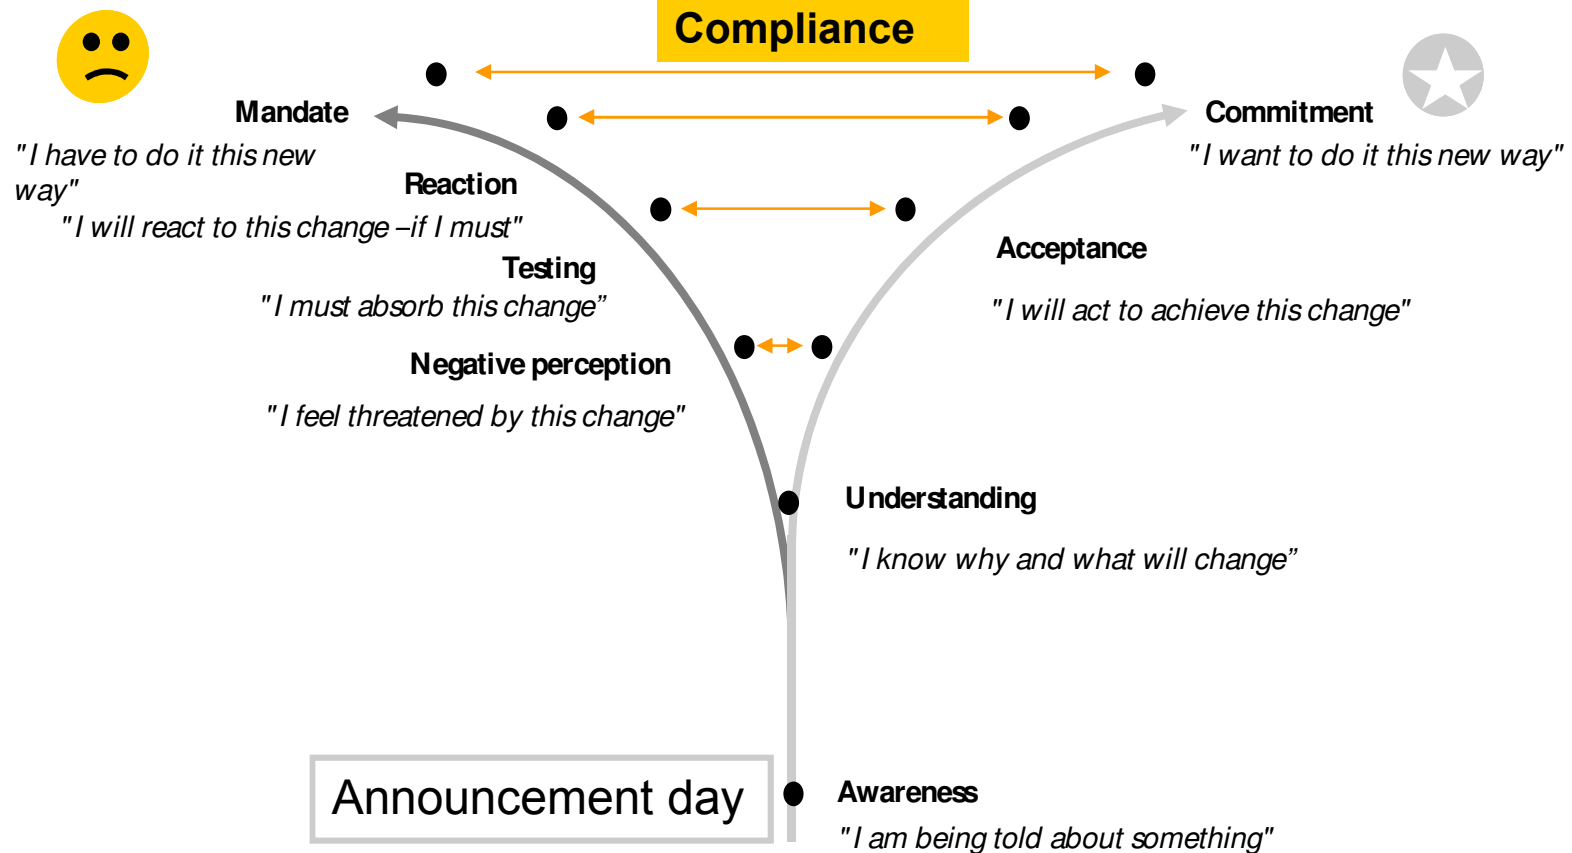 Compliance
Mandate
"I have to do it this new
way"
Commitment
"I want to do it this new way"
Reaction
"I will react to this change –if I must"
Testing
"I must absorb this change”
Acceptance
"I will act to achieve this change"
Negative perception
"I feel threatened by this change"
Understanding
"I know why and what will change”
Announcement day
Awareness
"I am being told about something"